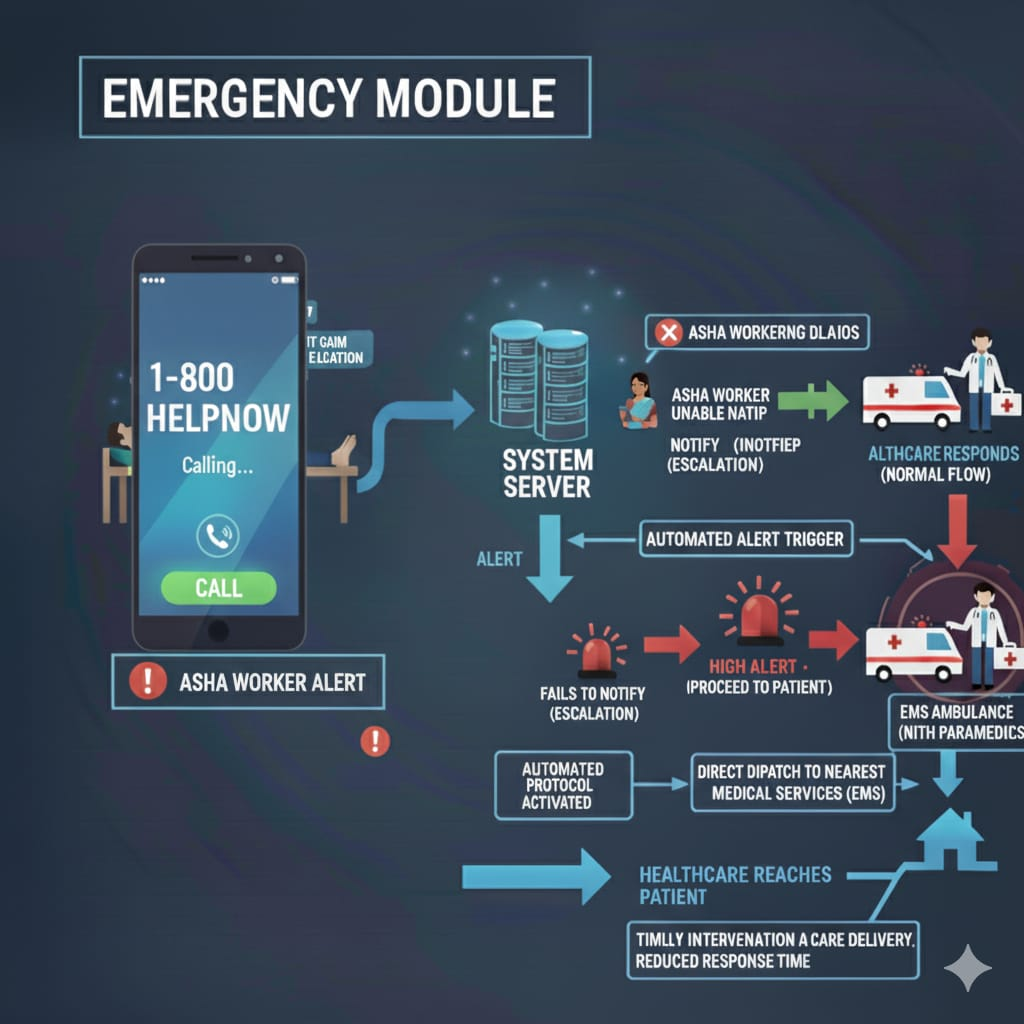 EMERGENCY MODULE
IT GAIM
ELCATION
1-800
HELPNOW
Calling...
CALL
ASHA WORKER ALERT
SYSTEM
SERVER
ASHA WORKERNG DLAIOS
ASHA WORKER
UNABLE NATIP
NOTIFY (INOTFIEP
(ESCALATION)
ALTHCARE RESPONDS
(NORMAL FLOW)
ALERT
AUTOMATED ALERT TRIGGER
FAILS TO NOTIFY
(ESCALATION)
HIGH ALERT ·
(PROCEED TO PATIENT)
EMS AMBULANCE
(NITH PARAMEDICS
AUTOMATED
PROTOCOL
ACTIVATED
DIRECT DIPATCH TO NEAREST
MEDICAL SERVICES (EMS)
HEALTHCARE REACHES
PATIENT
TIMLLY INTERVENATION A CARE DELIVERY.
REDUCED RESPONSE TIME